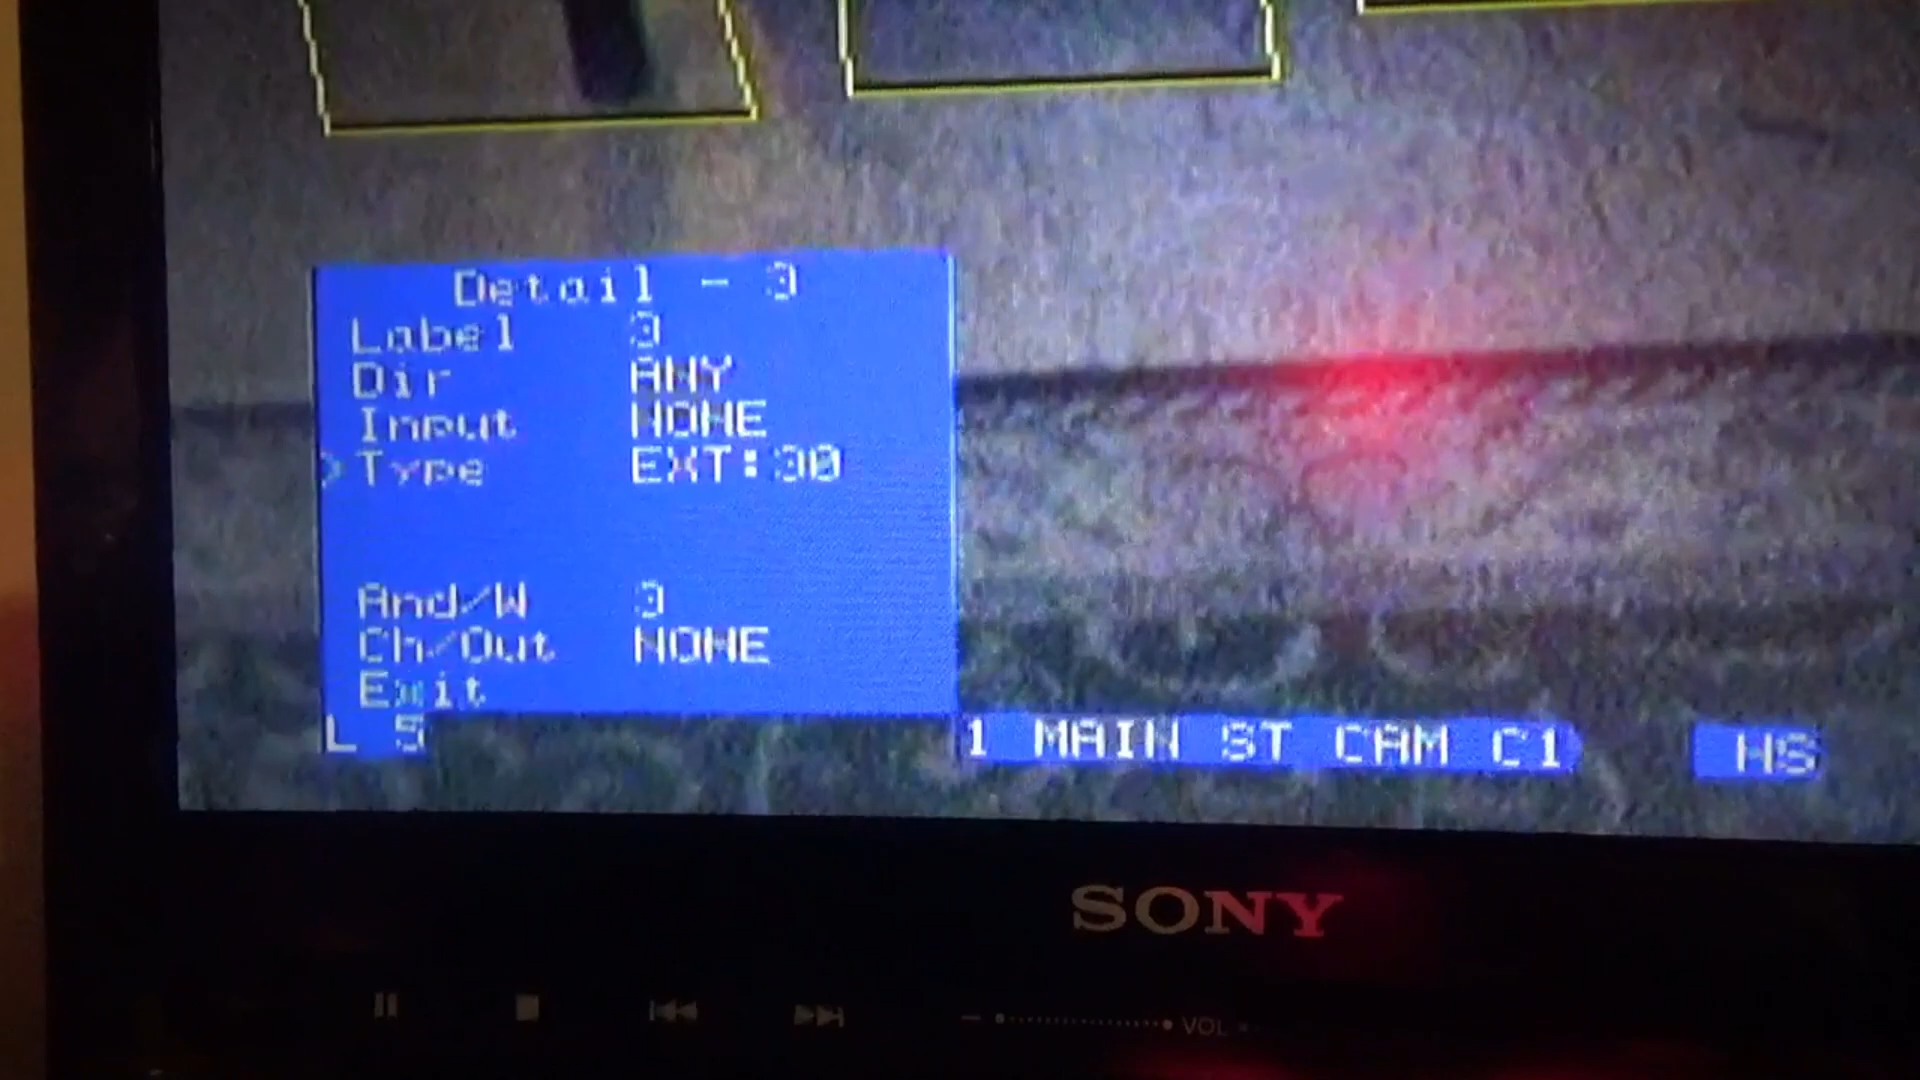 Detail - 3
Label 3
Dir ANY
Input NONE
>Type EXT:30
And/W 3
Ch/Out NONE
Exit
L 5
1 MAIN ST CAM C1
HS
SONY
VOL